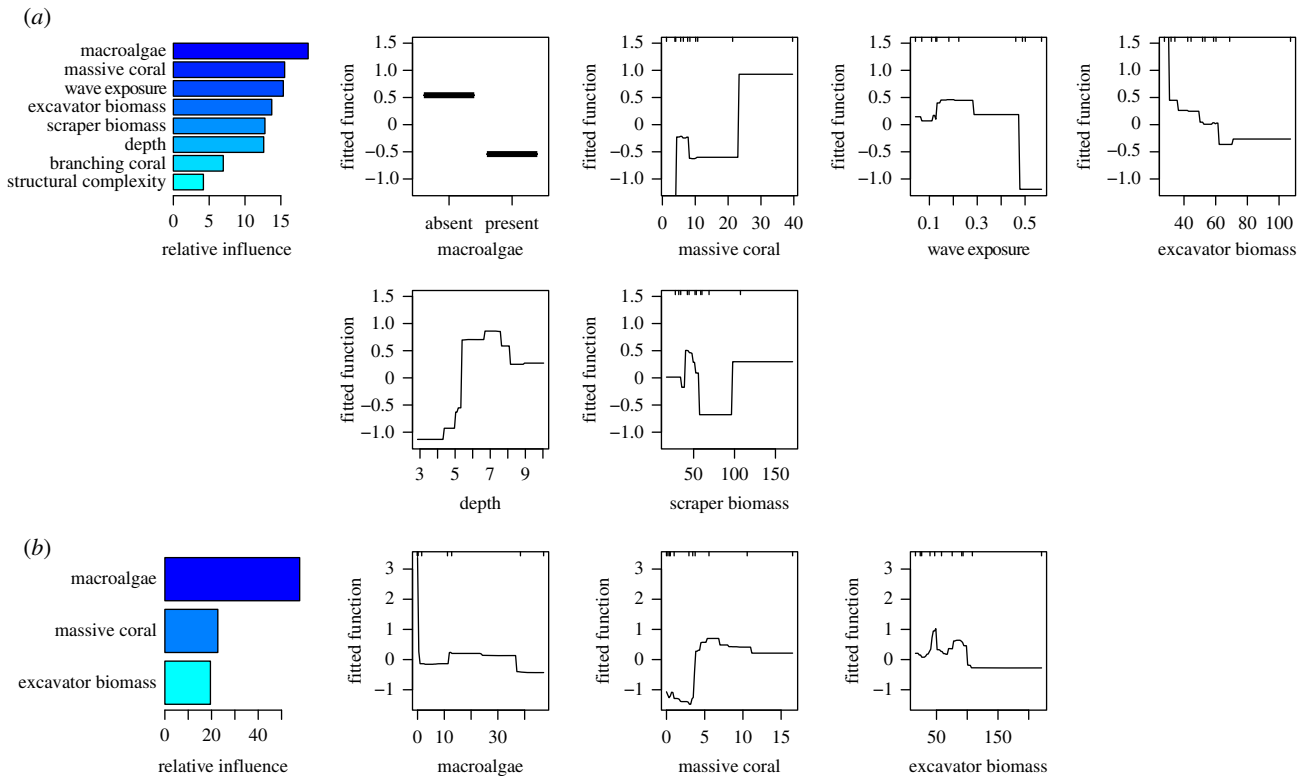 (a)
macroalgae
massive coral
wave exposure
excavator biomass
scraper biomass
depth
branching coral
structural complexity
0 5 10 15
relative influence
fitted function
1.5
1.0
0.5
0
−0.5
−1.0
absent present
macroalgae
fitted function
1.5
1.0
0.5
0
−0.5
−1.0
0 10 20 30 40
massive coral
fitted function
1.5
1.0
0.5
0
−0.5
−1.0
0.1 0.3 0.5
wave exposure
fitted function
1.5
1.0
0.5
0
−0.5
−1.0
40 60 80 100
excavator biomass
fitted function
1.5
1.0
0.5
0
−0.5
−1.0
3 5 7 9
depth
fitted function
1.5
1.0
0.5
0
−0.5
−1.0
50 100 150
scraper biomass
(b)
macroalgae
massive coral
excavator biomass
0 20 40
relative influence
fitted function
3
2
1
0
−1
0 10 30
macroalgae
fitted function
3
2
1
0
−1
0 5 10 15
massive coral
fitted function
3
2
1
0
−1
50 150
excavator biomass